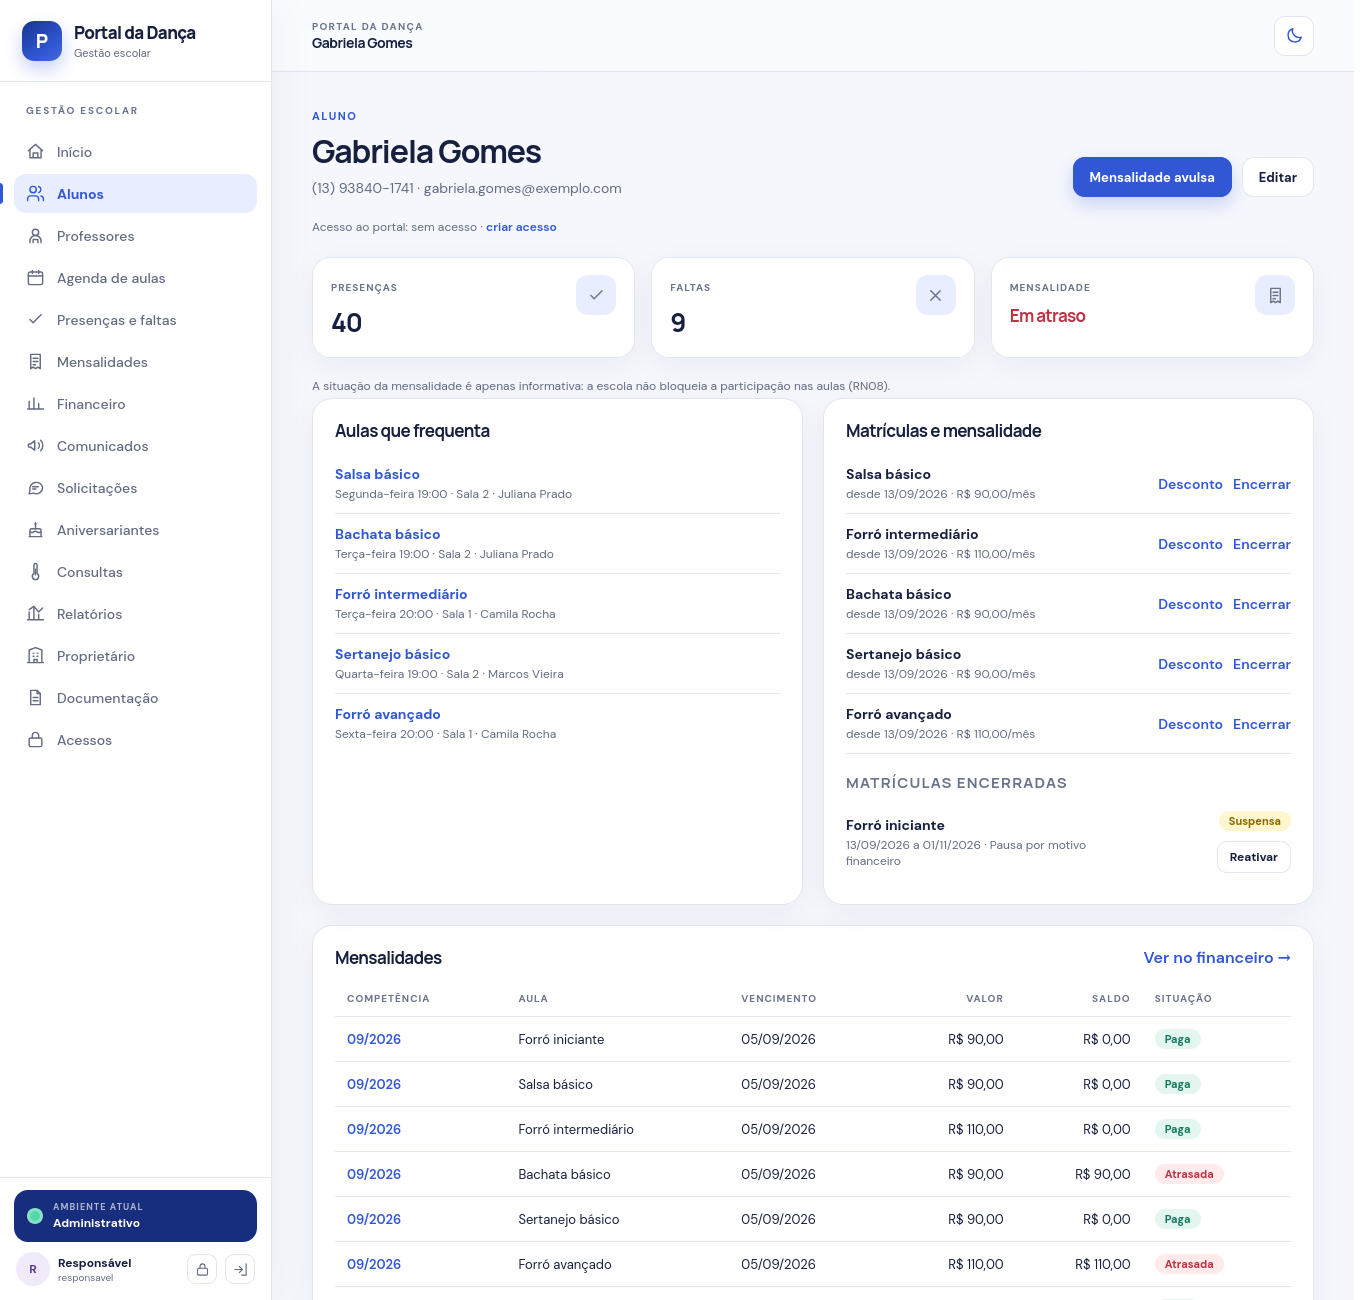 P
Portal da Dança
Gestão escolar
GESTÃO ESCOLAR
Início
Alunos
Professores
Agenda de aulas
Presenças e faltas
Mensalidades
Financeiro
Comunicados
Solicitações
Aniversariantes
Consultas
Relatórios
Proprietário
Documentação
Acessos
AMBIENTE ATUAL
Administrativo
R
Responsável
responsavel
PORTAL DA DANÇA
Gabriela Gomes
ALUNO
Gabriela Gomes
(13) 93840-1741 · gabriela.gomes@exemplo.com
Mensalidade avulsa
Editar
Acesso ao portal: sem acesso · criar acesso
PRESENÇAS
40
FALTAS
9
MENSALIDADE
Em atraso
A situação da mensalidade é apenas informativa: a escola não bloqueia a participação nas aulas (RN08).
Aulas que frequenta
Salsa básico
Segunda-feira 19:00 · Sala 2 · Juliana Prado
Bachata básico
Terça-feira 19:00 · Sala 2 · Juliana Prado
Forró intermediário
Terça-feira 20:00 · Sala 1 · Camila Rocha
Sertanejo básico
Quarta-feira 19:00 · Sala 2 · Marcos Vieira
Forró avançado
Sexta-feira 20:00 · Sala 1 · Camila Rocha
Matrículas e mensalidade
Salsa básico
desde 13/09/2026 · R$ 90,00/mês
Desconto Encerrar
Forró intermediário
desde 13/09/2026 · R$ 110,00/mês
Desconto Encerrar
Bachata básico
desde 13/09/2026 · R$ 90,00/mês
Desconto Encerrar
Sertanejo básico
desde 13/09/2026 · R$ 90,00/mês
Desconto Encerrar
Forró avançado
desde 13/09/2026 · R$ 110,00/mês
Desconto Encerrar
MATRÍCULAS ENCERRADAS
Forró iniciante
13/09/2026 a 01/11/2026 · Pausa por motivo
financeiro
Suspensa
Reativar
Mensalidades
Ver no financeiro →
COMPETÊNCIA AULA VENCIMENTO VALOR SALDO SITUAÇÃO
09/2026 Forró iniciante 05/09/2026 R$ 90,00 R$ 0,00 Paga
09/2026 Salsa básico 05/09/2026 R$ 90,00 R$ 0,00 Paga
09/2026 Forró intermediário 05/09/2026 R$ 110,00 R$ 0,00 Paga
09/2026 Bachata básico 05/09/2026 R$ 90,00 R$ 90,00 Atrasada
09/2026 Sertanejo básico 05/09/2026 R$ 90,00 R$ 0,00 Paga
09/2026 Forró avançado 05/09/2026 R$ 110,00 R$ 110,00 Atrasada